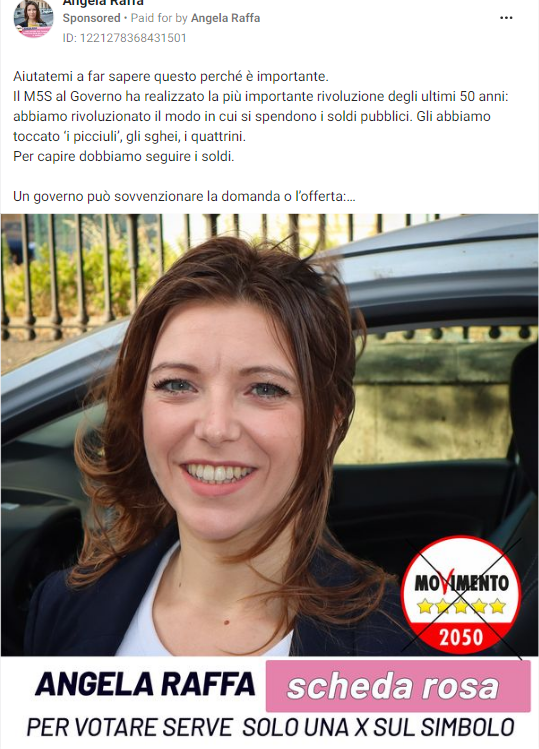 Angela Raffa
Sponsored • Paid for by Angela Raffa
ID: 1221278368431501
Aiutatemi a far sapere questo perché è importante.
Il M5S al Governo ha realizzato la più importante rivoluzione degli ultimi 50 anni:
abbiamo rivoluzionato il modo in cui si spendono i soldi pubblici. Gli abbiamo
toccato ‘i picciuli’, gli sghei, i quattrini.
Per capire dobbiamo seguire i soldi.
Un governo può sovvenzionare la domanda o l’offerta:...
MOVIMENTO
2050
ANGELA RAFFA scheda rosa
PER VOTARE SERVE SOLO UNA X SUL SIMBOLO